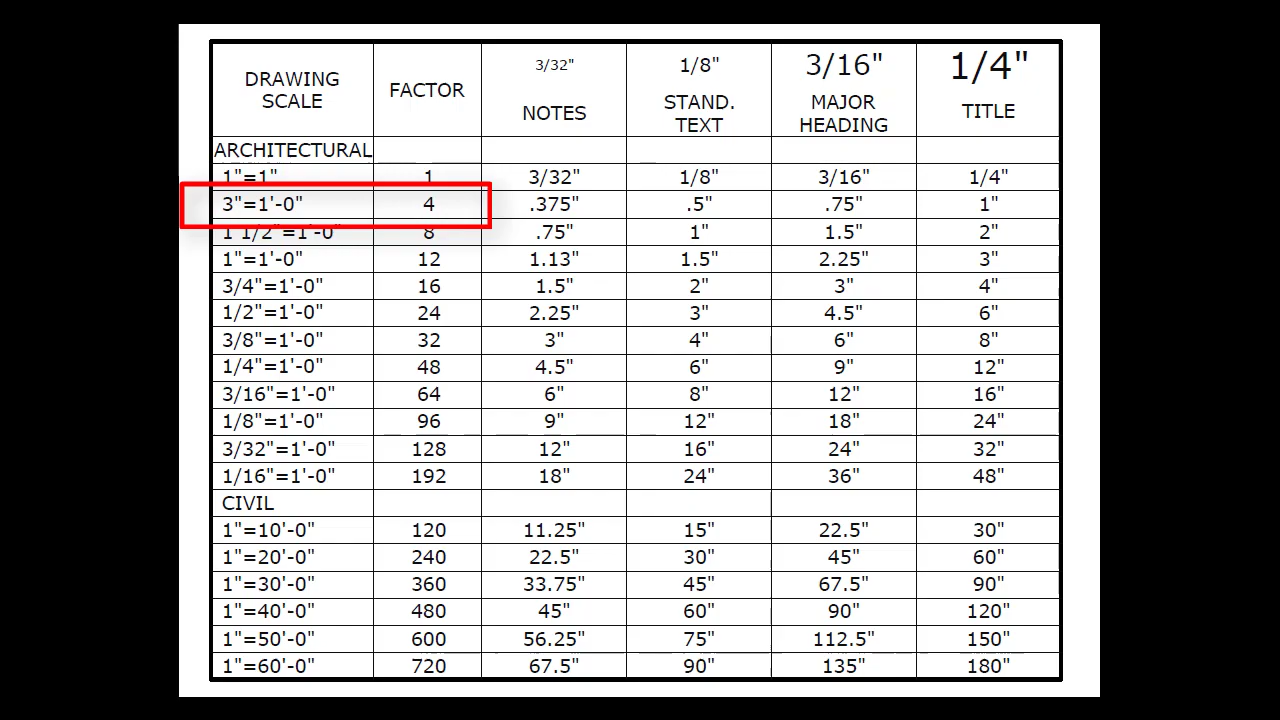 DRAWING SCALE FACTOR 3/32" NOTES 1/8" STAND. TEXT 3/16" MAJOR HEADING 1/4" TITLE
ARCHITECTURAL
1"=1" 1 3/32" 1/8" 3/16" 1/4"
3"=1'-0" 4 .375" .5" .75" 1"
1 1/2"=1'-0" 8 .75" 1" 1.5" 2"
1"=1'-0" 12 1.13" 1.5" 2.25" 3"
3/4"=1'-0" 16 1.5" 2" 3" 4"
1/2"=1'-0" 24 2.25" 3" 4.5" 6"
3/8"=1'-0" 32 3" 4" 6" 8"
1/4"=1'-0" 48 4.5" 6" 9" 12"
3/16"=1'-0" 64 6" 8" 12" 16"
1/8"=1'-0" 96 9" 12" 18" 24"
3/32"=1'-0" 128 12" 16" 24" 32"
1/16"=1'-0" 192 18" 24" 36" 48"
CIVIL
1"=10'-0" 120 11.25" 15" 22.5" 30"
1"=20'-0" 240 22.5" 30" 45" 60"
1"=30'-0" 360 33.75" 45" 67.5" 90"
1"=40'-0" 480 45" 60" 90" 120"
1"=50'-0" 600 56.25" 75" 112.5" 150"
1"=60'-0" 720 67.5" 90" 135" 180"